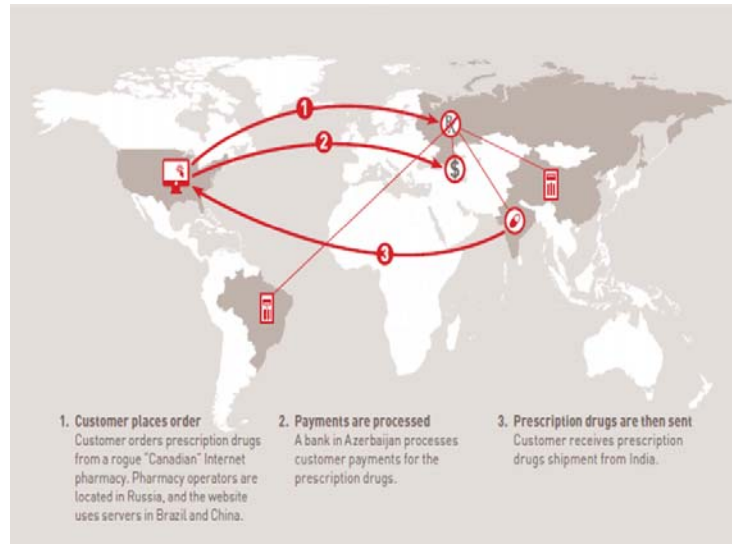 1
2
$
3
1. Customer places order
Customer orders prescription drugs
from a rogue "Canadian" Internet
pharmacy. Pharmacy operators are
located in Russia, and the website
uses servers in Brazil and China.
2. Payments are processed
A bank in Azerbaijan processes
customer payments for the
prescription drugs.
3. Prescription drugs are then sent
Customer receives prescription
drugs shipment from India.